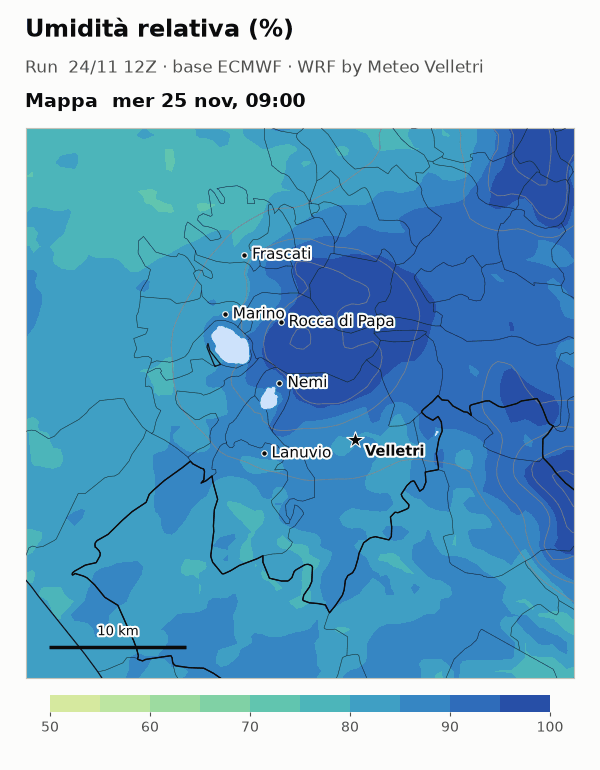 Umidità relativa (%)
Run  24/11 12Z · base ECMWF · WRF by Meteo Velletri
Mappa  mer 25 nov, 09:00
Frascati
Marino
Rocca di Papa
Nemi
Velletri
Lanuvio
10 km
50 60 70 80 90 100